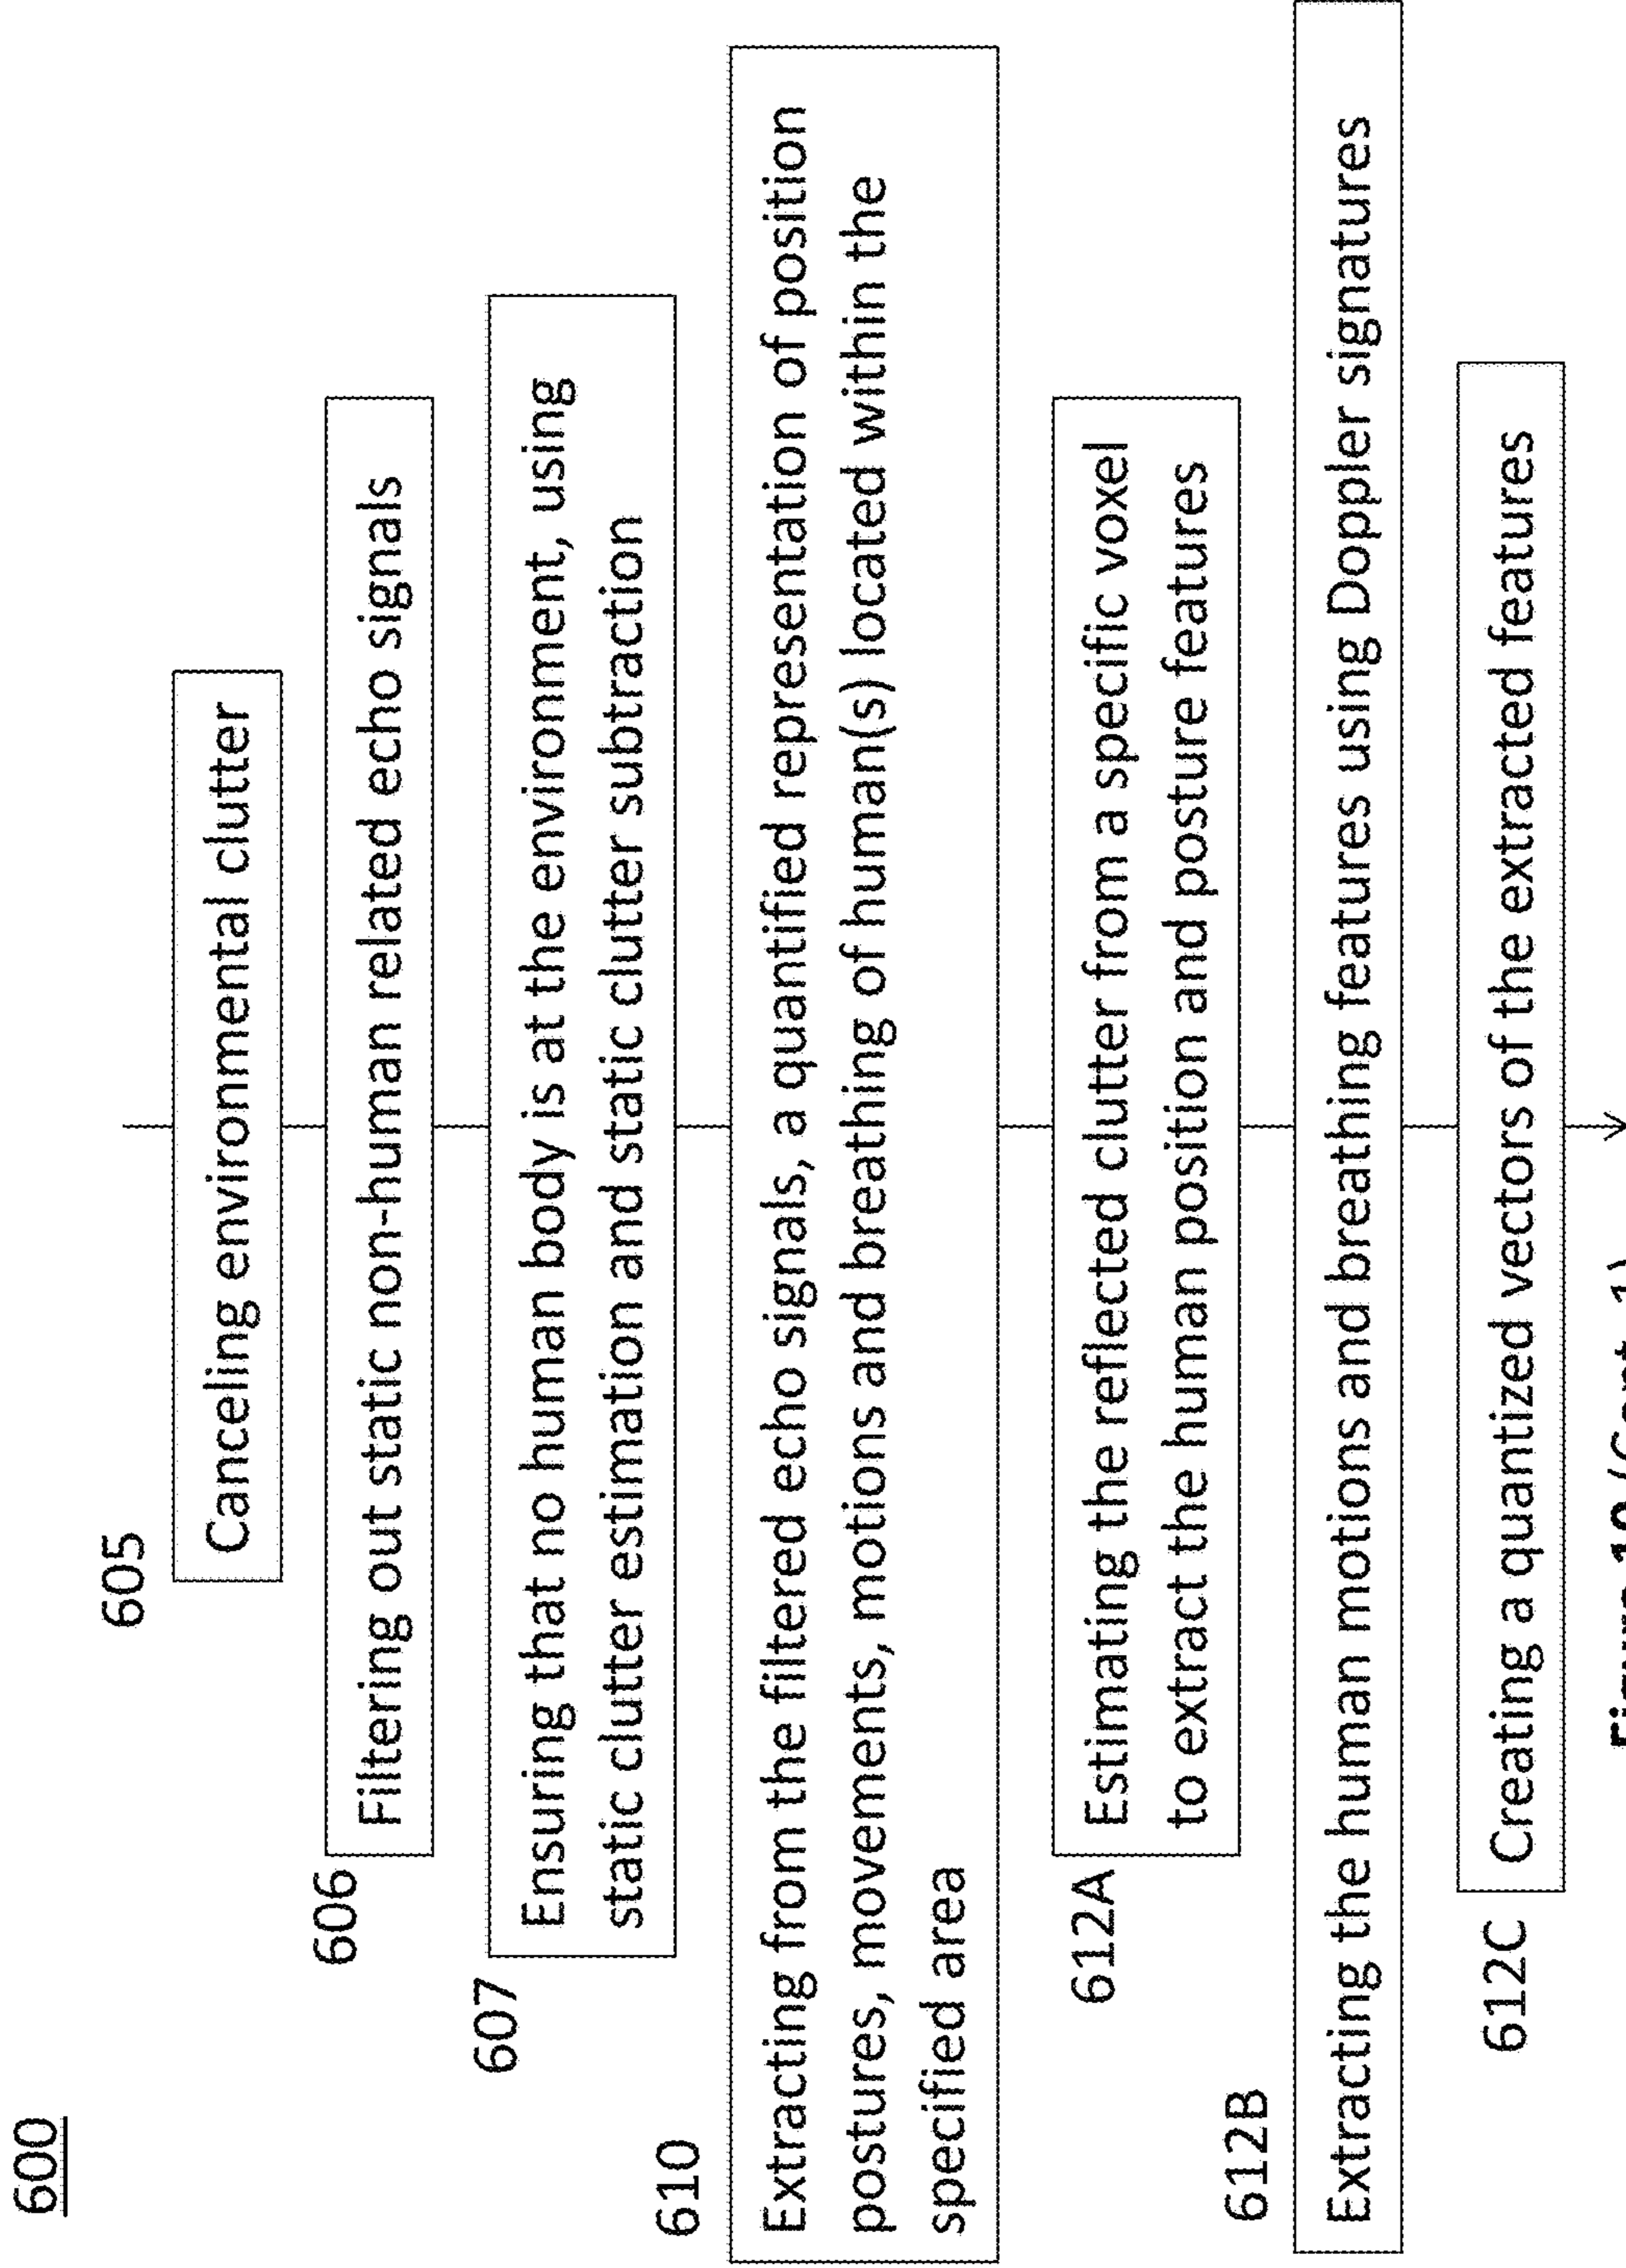 600
605
Canceling environmental clutter
606
Filtering out static non-human related echo signals
607
Ensuring that no human body is at the environment, using
static clutter estimation and static clutter subtraction
610
Extracting from the filtered echo signals, a quantified representation of position
postures, movements, motions and breathing of human(s) located within the
specified area
612A
Estimating the reflected clutter from a specific voxel
to extract the human position and posture features
612B
Extracting the human motions and breathing features using Doppler signatures
612C
Creating a quantized vectors of the extracted features
Figure 10 (Cont. 1)